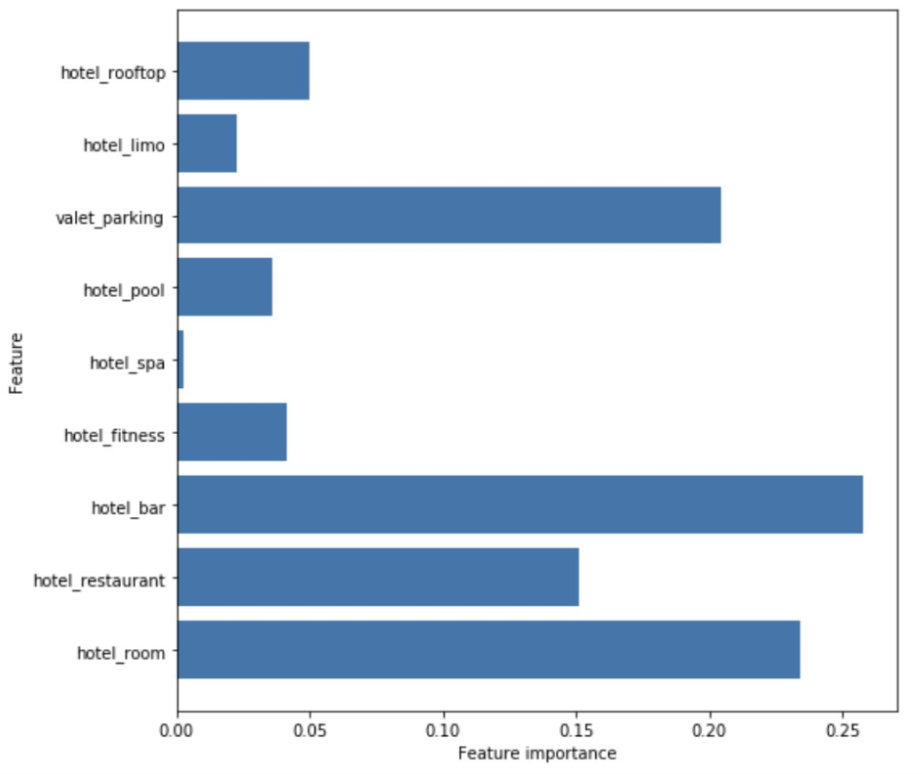 hotel_rooftop
hotel_limo
valet_parking
hotel_pool
hotel_spa
hotel_fitness
hotel_bar
hotel_restaurant
hotel_room
Feature
0.00 0.05 0.10 0.15 0.20 0.25
Feature importance